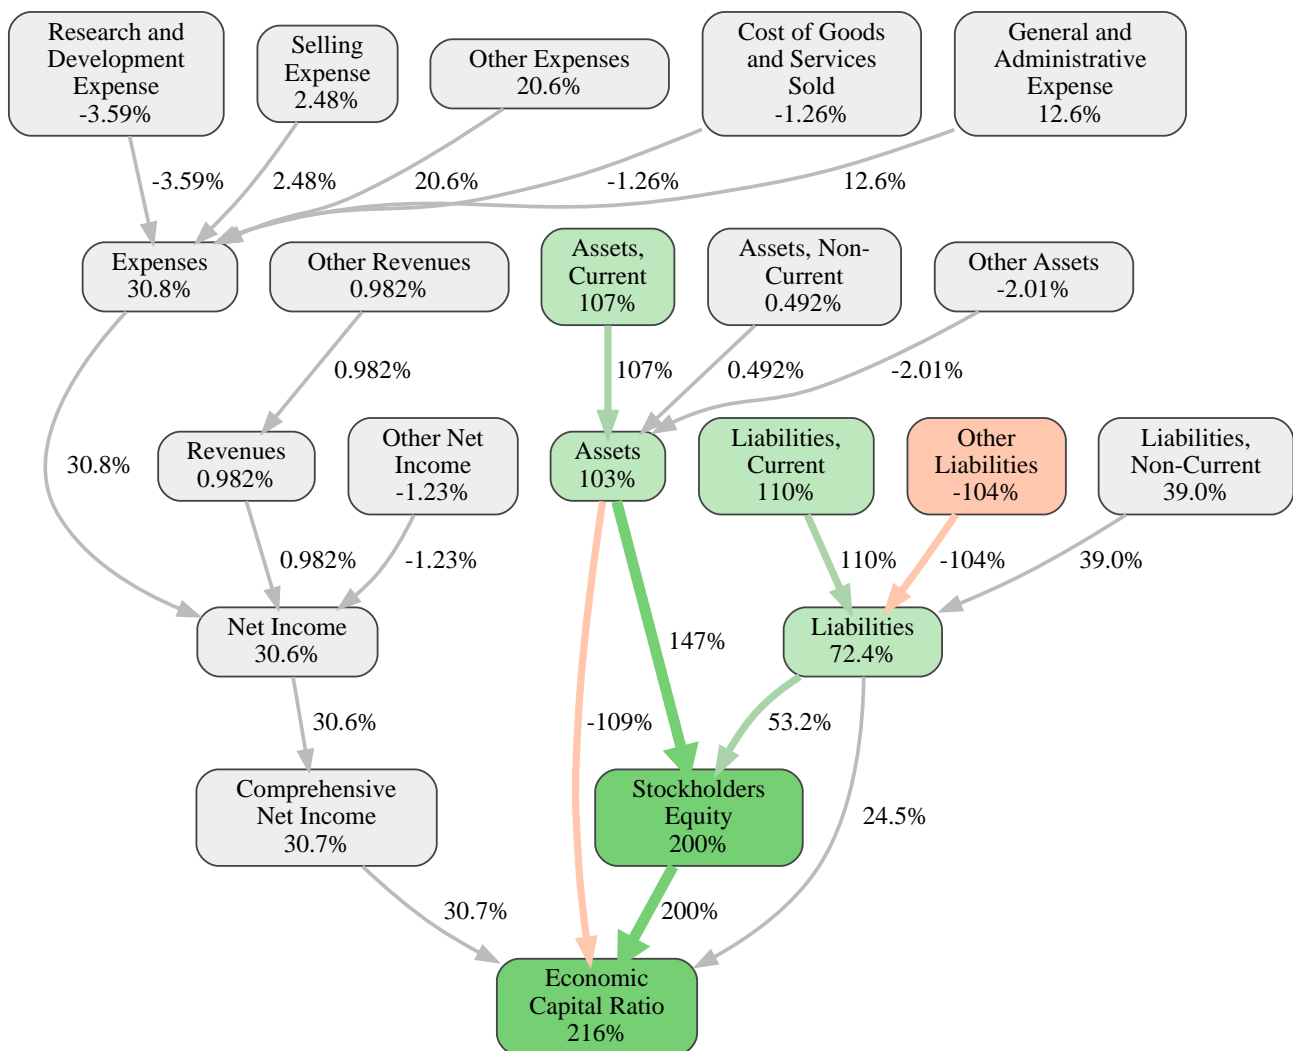 Research and
Development
Expense
-3.59%
Selling
Expense
2.48%
Other Expenses
20.6%
Cost of Goods
and Services
Sold
-1.26%
General and
Administrative
Expense
12.6%
-3.59%
2.48%
20.6%
-1.26%
12.6%
Expenses
30.8%
Other Revenues
0.982%
Assets,
Current
107%
Assets, Non-
Current
0.492%
Other Assets
-2.01%
0.982%
107%
0.492%
-2.01%
30.8%
Revenues
0.982%
Other Net
Income
-1.23%
Assets
103%
Liabilities,
Current
110%
Other
Liabilities
-104%
Liabilities,
Non-Current
39.0%
0.982%
-1.23%
110%
-104%
39.0%
Net Income
30.6%
147%
Liabilities
72.4%
30.6%
-109%
53.2%
Comprehensive
Net Income
30.7%
Stockholders
Equity
200%
24.5%
30.7%
200%
Economic
Capital Ratio
216%